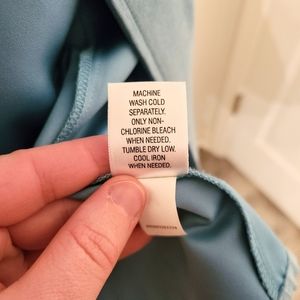 MACHINE
WASH COLD
SEPARATELY.
ONLY NON-
CHLORINE BLEACH
WHEN NEEDED.
TUMBLE DRY LOW.
COOL IRON
WHEN NEEDED.